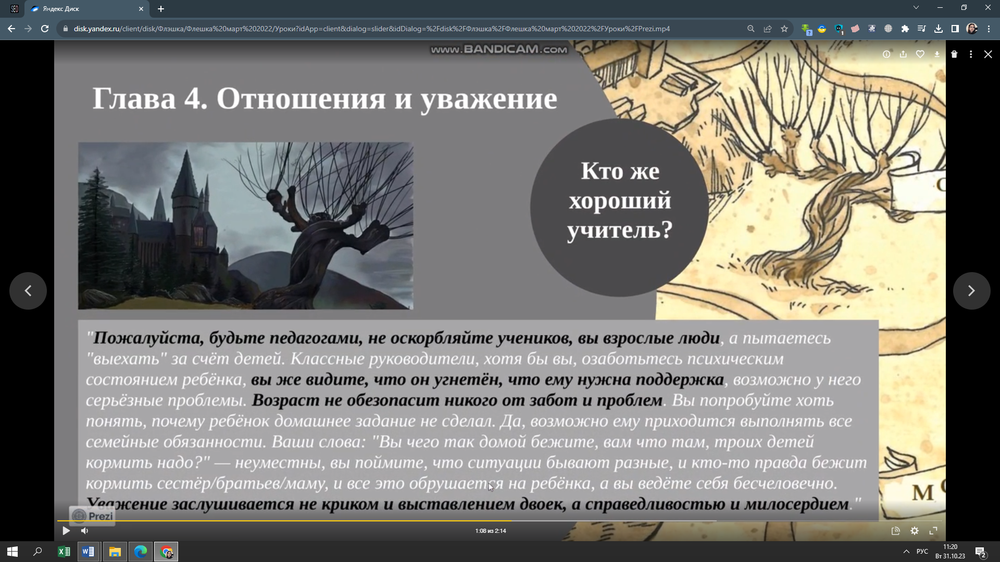 Яндекс Диск
disk.yandex.ru/client/disk/Флэшка/Флешка%20март%202022/Уроки?idApp=client&dialog=slider&idDialog=%2Fdisk%2FФлэшка%2FФлешка%20март%202022%2FУроки%2FPrezi.mp4
www.BANDICAM.com
Глава 4. Отношения и уважение
Кто же
хороший
учитель?
"Пожалуйста, будьте педагогами, не оскорбляйте учеников, вы взрослые люди, а пытаетесь
"выехать" за счёт детей. Классные руководители, хотя бы вы, озаботьтесь психическим
состоянием ребёнка, вы же видите, что он угнетён, что ему нужна поддержка, возможно у него
серьёзные проблемы. Возраст не обезопасит никого от забот и проблем. Вы попробуйте хоть
понять, почему ребёнок домашнее задание не сделал. Да, возможно ему приходится выполнять все
семейные обязанности. Ваши слова: "Вы чего так домой бежите, вам что там, троих детей
кормить надо?" — неуместны, вы поймите, что ситуации бывают разные, и кто-то правда бежит
кормить сестёр/братьев/маму, и все это обрушается на ребёнка, а вы ведёте себя бесчеловечно.
Уважение заслушивается не криком и выставлением двоек, а справедливостью и милосердием."
Prezi
1:08 из 2:14
РУС
11:20
Вт 31.10.23
2